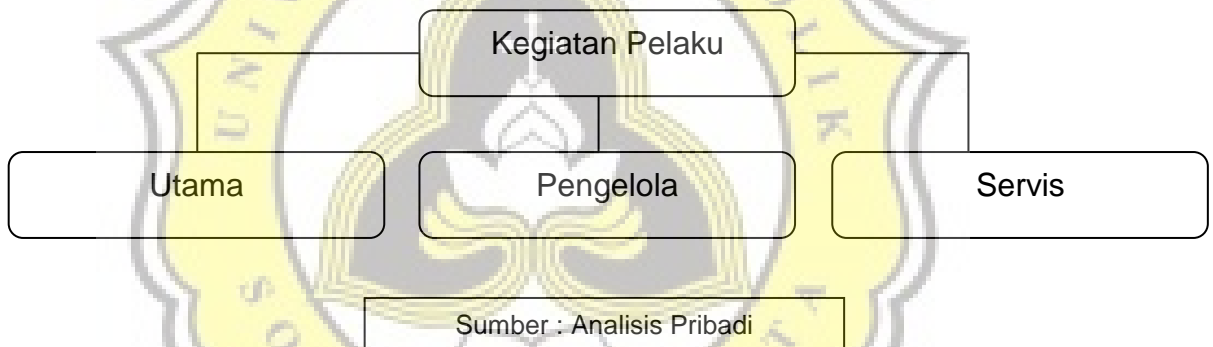 Kegiatan Pelaku
Utama
Pengelola
Servis
Sumber : Analisis Pribadi